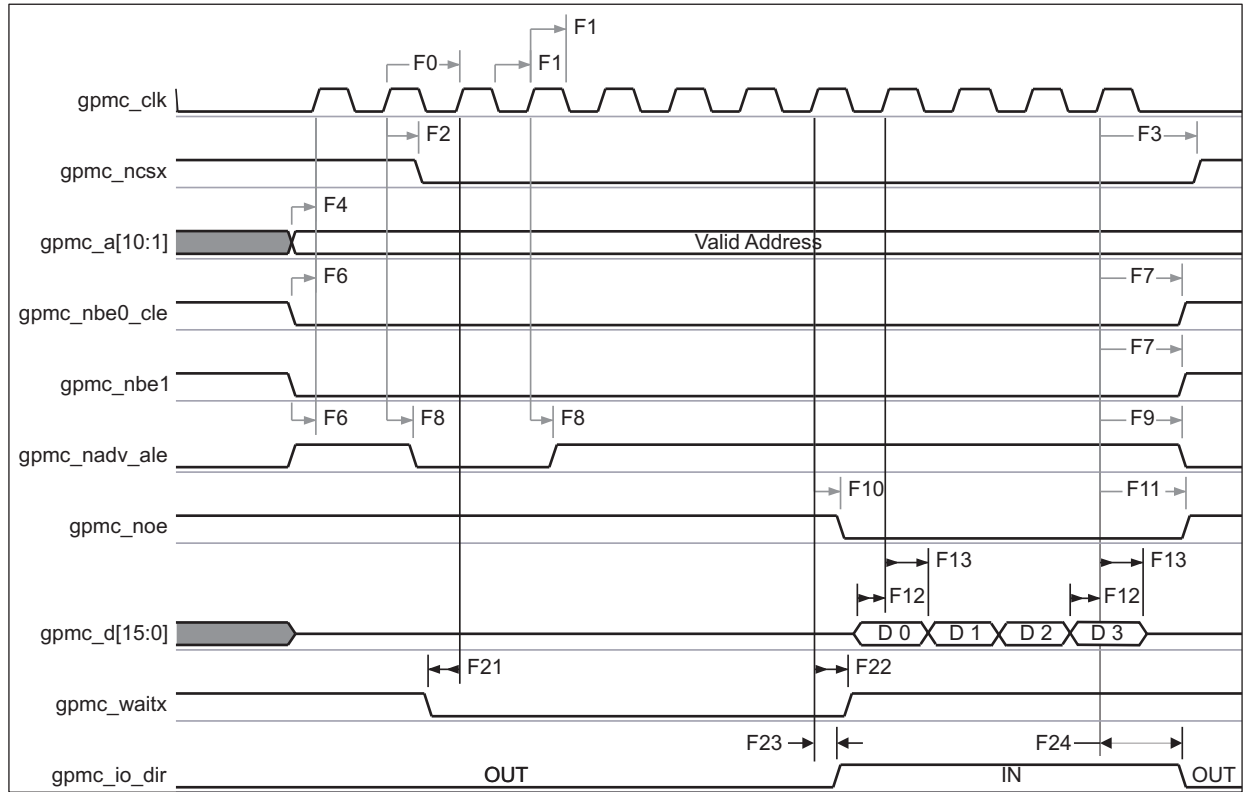 F1
F0
F1
gpmc_clk
F2
F3
gpmc_ncsx
F4
gpmc_a[10:1]
Valid Address
F6
F7
gpmc_nbe0_cle
F7
gpmc_nbe1
F6
F8
F8
F9
gpmc_nadv_ale
F10
F11
gpmc_noe
F13
F13
F12
F12
gpmc_d[15:0]
D 0
D 1
D 2
D 3
F21
F22
gpmc_waitx
F23
F24
gpmc_io_dir
OUT
IN
OUT